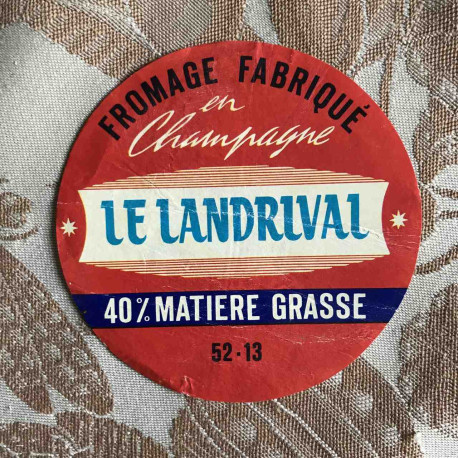 FROMAGE FABRIQUÉ
en
Champagne
LE LANDRIVAL
40% MATIERE GRASSE
52.13